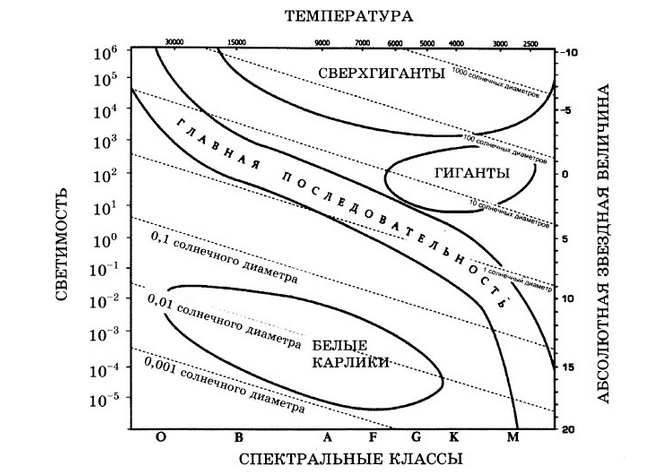 ТЕМПЕРАТУРА
30000 15000 9000 7000 6000 5000 4000 3000 2500
10⁶ -10
СВЕРХГИГАНТЫ
1000 солнечных диаметров
10⁵
10⁴ -5
ГЛАВНАЯ ПОСЛЕДОВАТЕЛЬНОСТЬ
10³
100 солнечных диаметров
10² ГИГАНТЫ 0
10¹
10 солнечных диаметров
10⁰ 5
0,1 солнечного диаметра
10⁻¹
1 солнечный диаметр
10⁻² 10
0,01 солнечного диаметра
10⁻³
БЕЛЫЕ
КАРЛИКИ
10⁻⁴ 15
0,001 солнечного диаметра
10⁻⁵
20
СВЕТИМОСТЬ
АБСОЛЮТНАЯ ЗВЕЗДНАЯ ВЕЛИЧИНА
O B A F G K M
СПЕКТРАЛЬНЫЕ КЛАССЫ